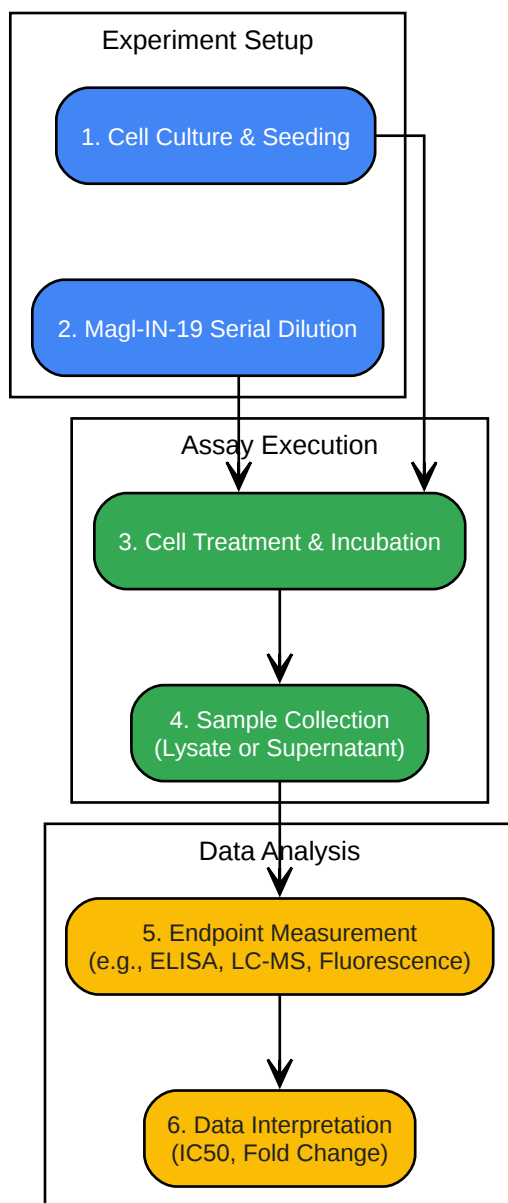 Experiment Setup
1. Cell Culture & Seeding
2. Magl-IN-19 Serial Dilution
Assay Execution
3. Cell Treatment & Incubation
4. Sample Collection
(Lysate or Supernatant)
Data Analysis
5. Endpoint Measurement
(e.g., ELISA, LC-MS, Fluorescence)
6. Data Interpretation
(IC50, Fold Change)